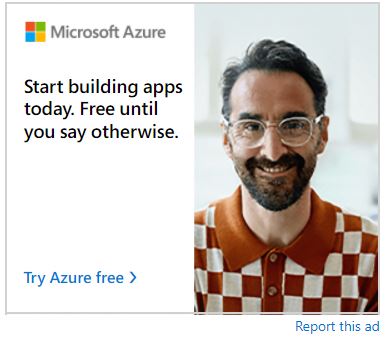 Microsoft Azure
Start building apps
today. Free until
you say otherwise.
Try Azure free >
Report this ad